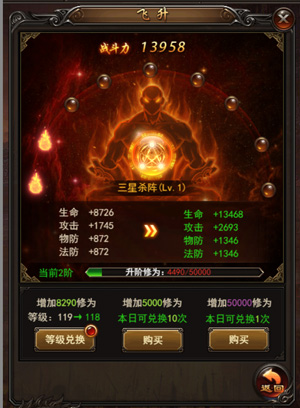 飞升
战斗力 13958
三星杀阵(Lv.1)
生命 +8726 生命 +13468
攻击 +1745 攻击 +2693
物防 +872 物防 +1346
法防 +872 法防 +1346
当前2阶 升阶修为: 4490/50000
增加8290修为 增加5000修为 增加50000修为
等级: 119→118 本日可兑换10次 本日可兑换1次
等级兑换 购买 购买
返回